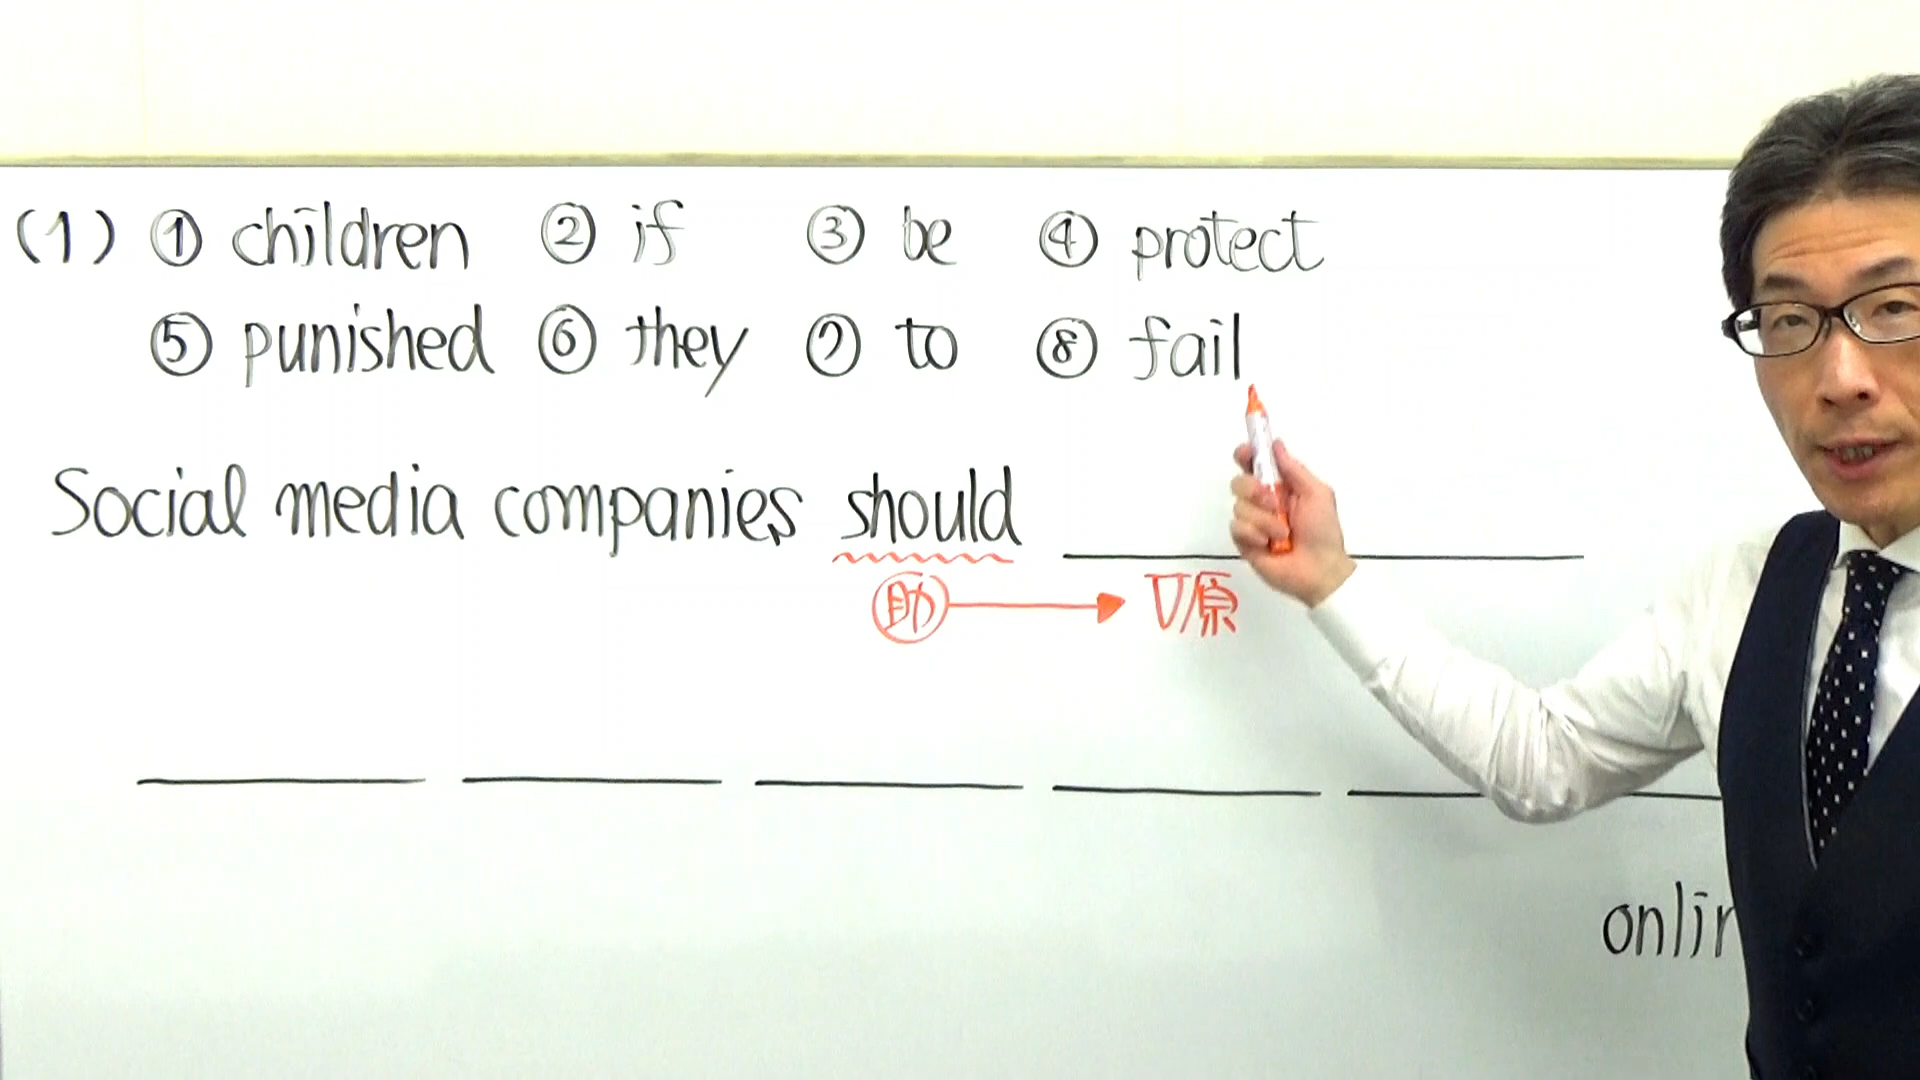 (1) ① children ② if ③ be ④ protect
⑤ punished ⑥ they ⑦ to ⑧ fail
Social media companies should
助 V原